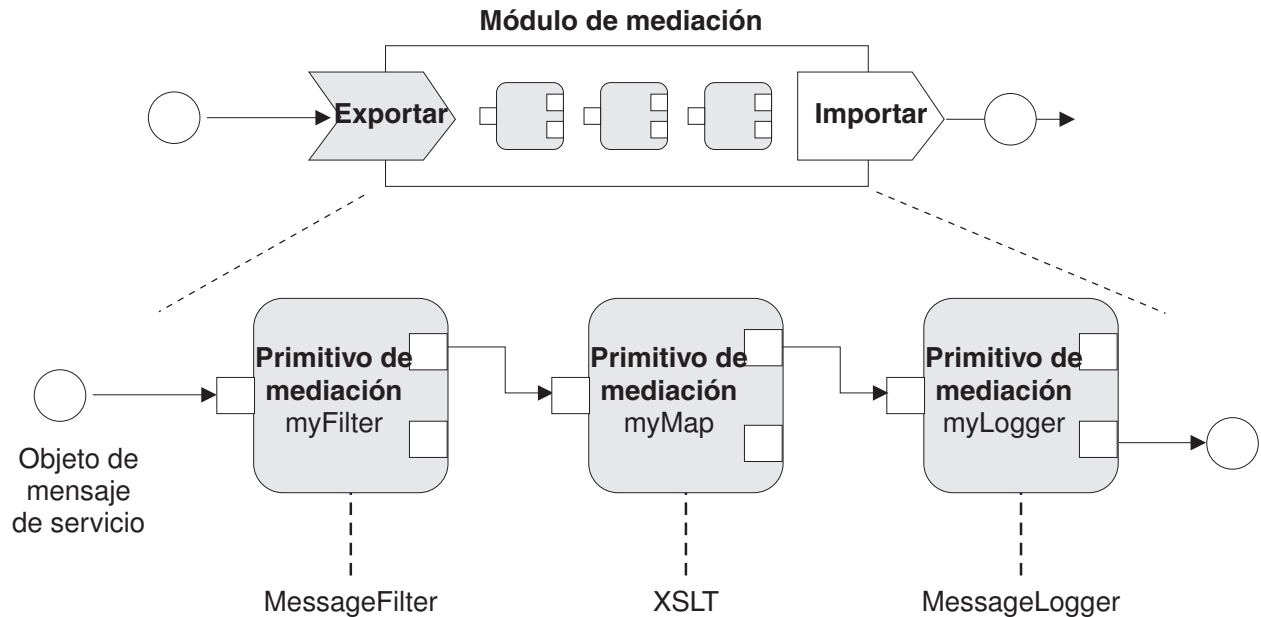 Módulo de mediación
Exportar
Importar
Primitivo de
mediación
myFilter
Primitivo de
mediación
myMap
Primitivo de
mediación
myLogger
Objeto de
mensaje
de servicio
MessageFilter
XSLT
MessageLogger